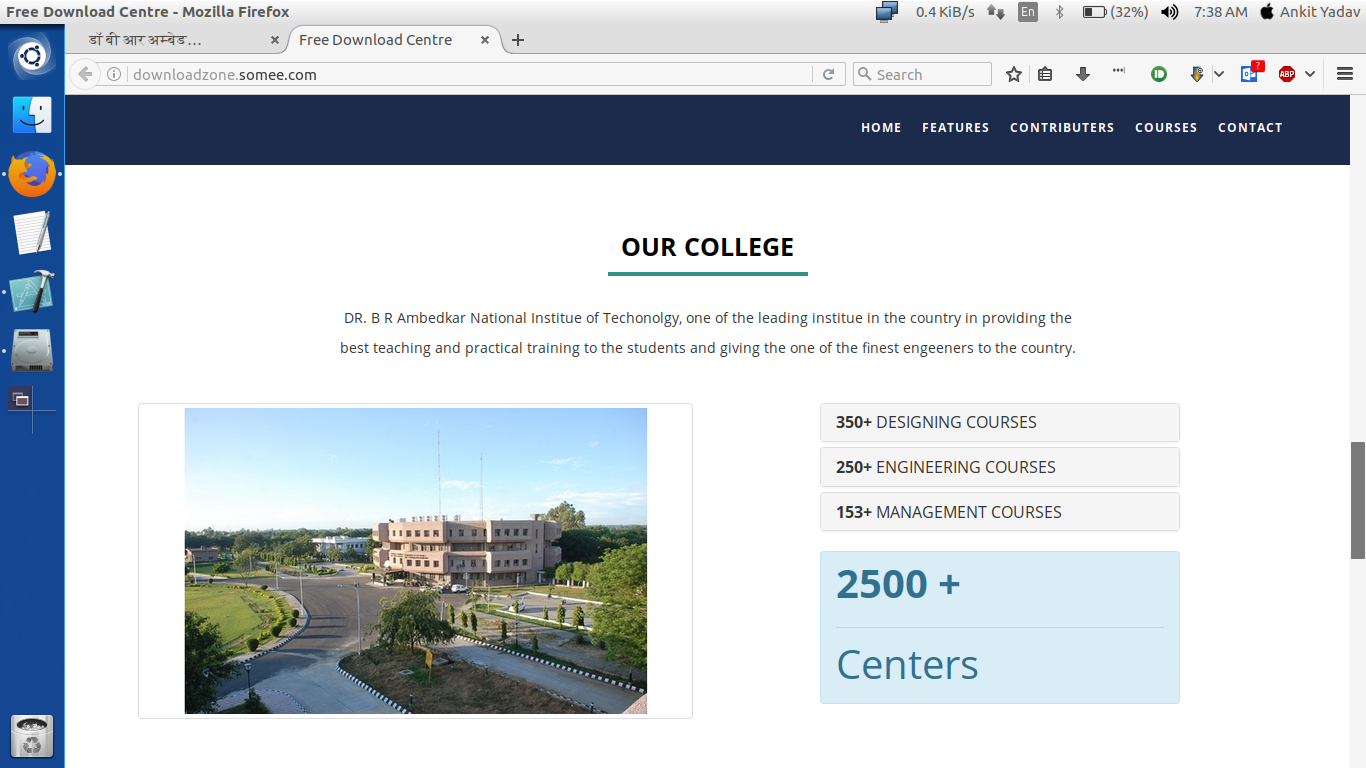 Free Download Centre - Mozilla Firefox
0.4 KiB/s
En
(32%)
7:38 AM
Ankit Yadav
डॉ बी आर अम्बेड...
Free Download Centre
downloadzone.somee.com
Search
?
ABP
HOME
FEATURES
CONTRIBUTERS
COURSES
CONTACT
OUR COLLEGE
DR. B R Ambedkar National Institue of Techonolgy, one of the leading institue in the country in providing the
best teaching and practical training to the students and giving the one of the finest engeeners to the country.
350+ DESIGNING COURSES
250+ ENGINEERING COURSES
153+ MANAGEMENT COURSES
2500 +
Centers